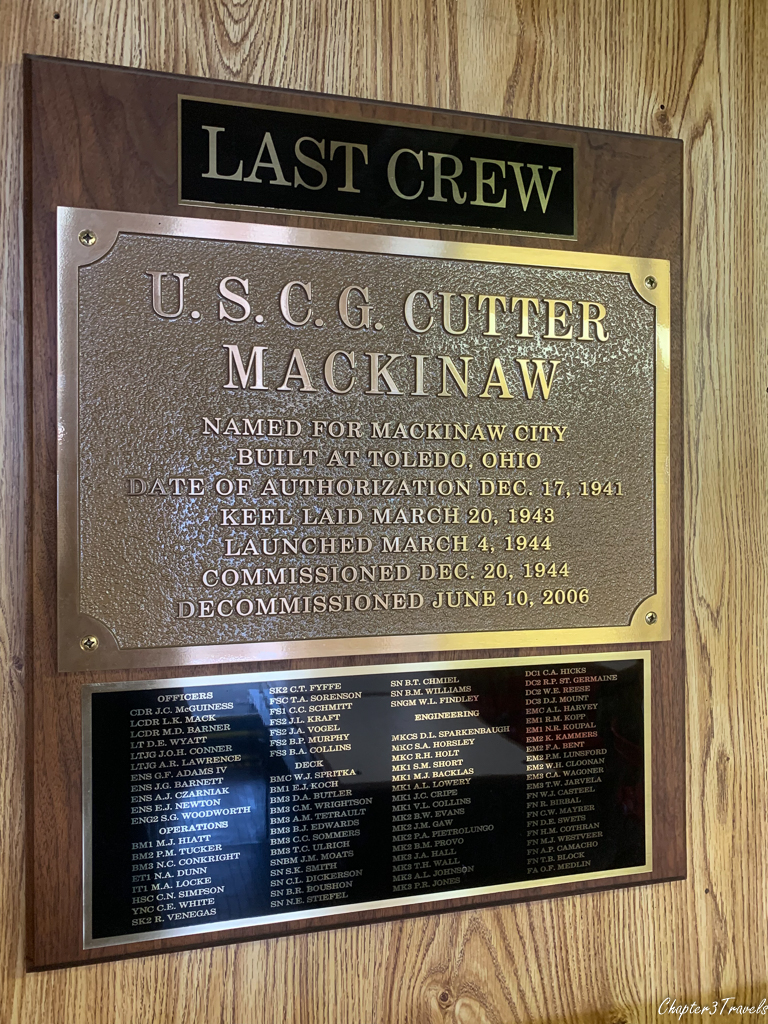 LAST CREW
U. S. C. G. CUTTER
MACKINAW
NAMED FOR MACKINAW CITY
BUILT AT TOLEDO, OHIO
DATE OF AUTHORIZATION DEC. 17, 1941
KEEL LAID MARCH 20, 1943
LAUNCHED MARCH 4, 1944
COMMISSIONED DEC. 20, 1944
DECOMMISSIONED JUNE 10, 2006
OFFICERS
CDR J.C. McGUINESS
LCDR L.K. MACK
LCDR M.D. BARNER
LT D.E. WYATT
LTJG J.O.H. CONNER
LTJG A.R. LAWRENCE
ENS G.F. ADAMS IV
ENS J.G. BARNETT
ENS A.J. CZARNIAK
ENS E.J. NEWTON
ENG2 S.G. WOODWORTH
OPERATIONS
BM1 M.J. HIATT
BM2 P.M. TUCKER
BM3 N.C. CONKRIGHT
ET1 N.A. DUNN
IT1 M.A. LOCKE
HSC C.N. SIMPSON
YNC C.E. WHITE
SK2 R. VENEGAS
SK2 C.T. FYFFE
FSC T.A. SORENSON
FS1 C.C. SCHMITT
FS2 J.L. KRAFT
FS2 J.A. VOGEL
FS2 B.P. MURPHY
FS3 B.A. COLLINS
DECK
BMC W.J. SPRITKA
BM1 E.J. KOCH
BM3 D.A. BUTLER
BM3 C.M. WRIGHTSON
BM3 A.M. TETRAULT
BM3 B.J. EDWARDS
BM3 C.C. SOMMERS
BM3 T.C. ULRICH
SNBM J.M. MOATS
SN S.K. SMITH
SN C.L. DICKERSON
SN B.R. BOUSHON
SN N.E. STIEFEL
SN B.T. CHMIEL
SN B.M. WILLIAMS
SNGM W.L. FINDLEY
ENGINEERING
MKCS D.L. SPARKENBAUGH
MKC S.A. HORSLEY
MKC R.H. HOLT
MK1 S.M. SHORT
MK1 M.J. BACKLAS
MK1 A.L. LOWERY
MK1 J.C. CRIPE
MK1 V.L. COLLINS
MK2 B.W. EVANS
MK2 J.M. GAW
MK2 P.A. PIETROLUNGO
MK2 B.M. PROVO
MK3 J.A. HALL
MK3 T.H. WALL
MK3 A.L. JOHNSON
MK3 P.R. JONES
DC1 C.A. HICKS
DC2 R.P. ST. GERMAINE
DC2 W.E. REESE
DC3 D.J. MOUNT
EMC A.L. HARVEY
EM1 R.M. KOPP
EM1 N.R. KOUPAL
EM2 K. KAMMERS
EM2 F.A. BENT
EM2 P.M. LUNSFORD
EM2 W.H. CLOONAN
EM3 C.A. WAGONER
EM3 T.W. JARVELA
FN W.J. CASTEEL
FN R. BIRBAL
FN C.W. MAYRER
FN D.E. SWETS
FN H.M. COTHRAN
FN M.J. WESTVEER
FN A.P. CAMACHO
FN T.B. BLOCK
FA O.F. MEDLIN
Chapter3Travels